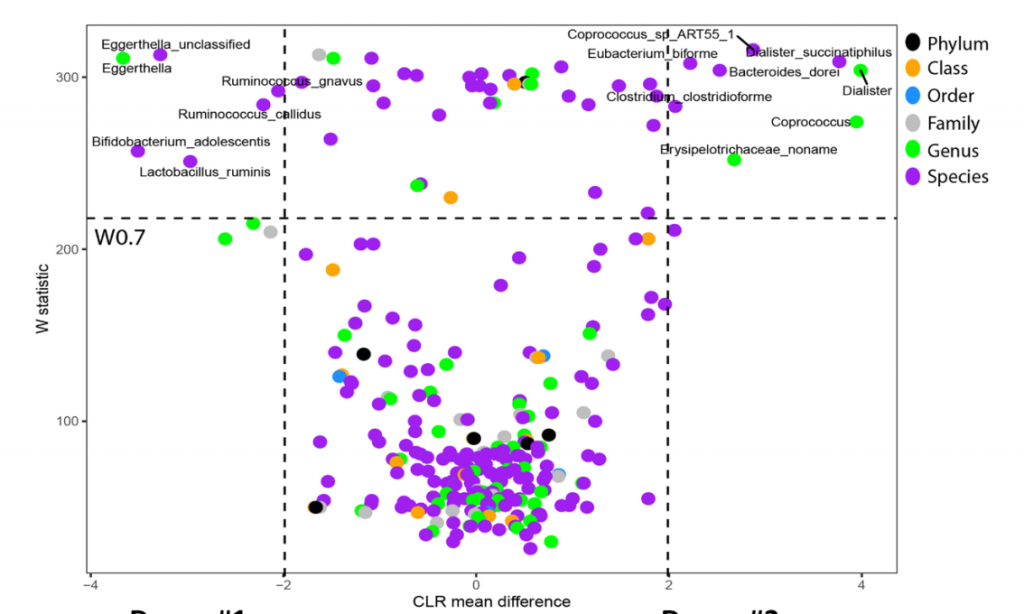 Coprococcus_sp_ART55_1
Eggerthella_unclassified
Eubacterium_biforme
Dialister_succinatiphilus
Eggerthella
Bacteroides_dorei
Ruminococcus_gnavus
Dialister
Clostridium_clostridioforme
Ruminococcus_callidus
Coprococcus
Bifidobacterium_adolescentis
Erysipelotrichaceae_noname
Lactobacillus_ruminis
Phylum
Class
Order
Family
Genus
Species
W0.7
W statistic
300
200
100
−4
−2
0
2
4
CLR mean difference